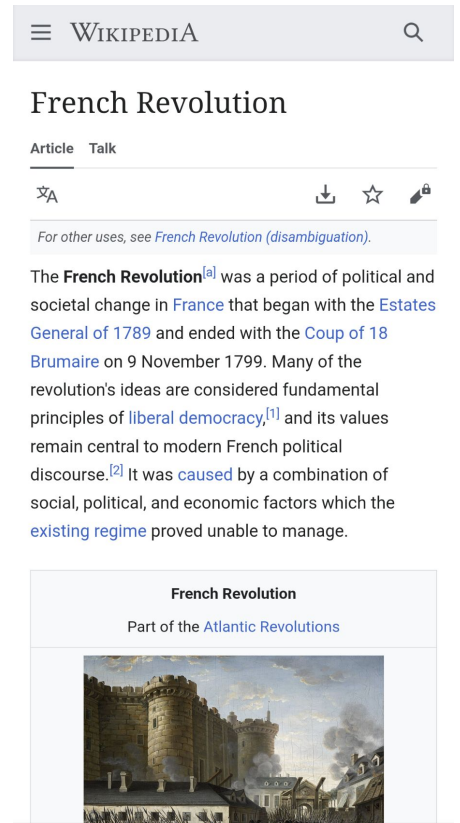 WIKIPEDIA
French Revolution
Article Talk
For other uses, see French Revolution (disambiguation).
The French Revolution[a] was a period of political and
societal change in France that began with the Estates
General of 1789 and ended with the Coup of 18
Brumaire on 9 November 1799. Many of the
revolution's ideas are considered fundamental
principles of liberal democracy,[1] and its values
remain central to modern French political
discourse.[2] It was caused by a combination of
social, political, and economic factors which the
existing regime proved unable to manage.
French Revolution
Part of the Atlantic Revolutions